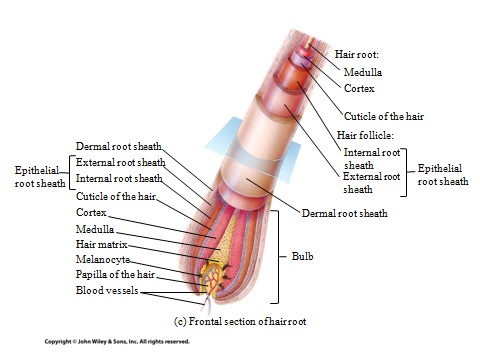 Hair root:
Medulla
Cortex
Cuticle of the hair
Hair follicle:
Internal root
sheath
External root
sheath
Epithelial
root sheath
Dermal root sheath
Dermal root sheath
External root sheath
Internal root sheath
Epithelial
root sheath
Cuticle of the hair
Cortex
Medulla
Hair matrix
Melanocyte
Papilla of the hair
Blood vessels
Bulb
(c) Frontal section of hair root
Copyright © John Wiley & Sons, Inc. All rights reserved.